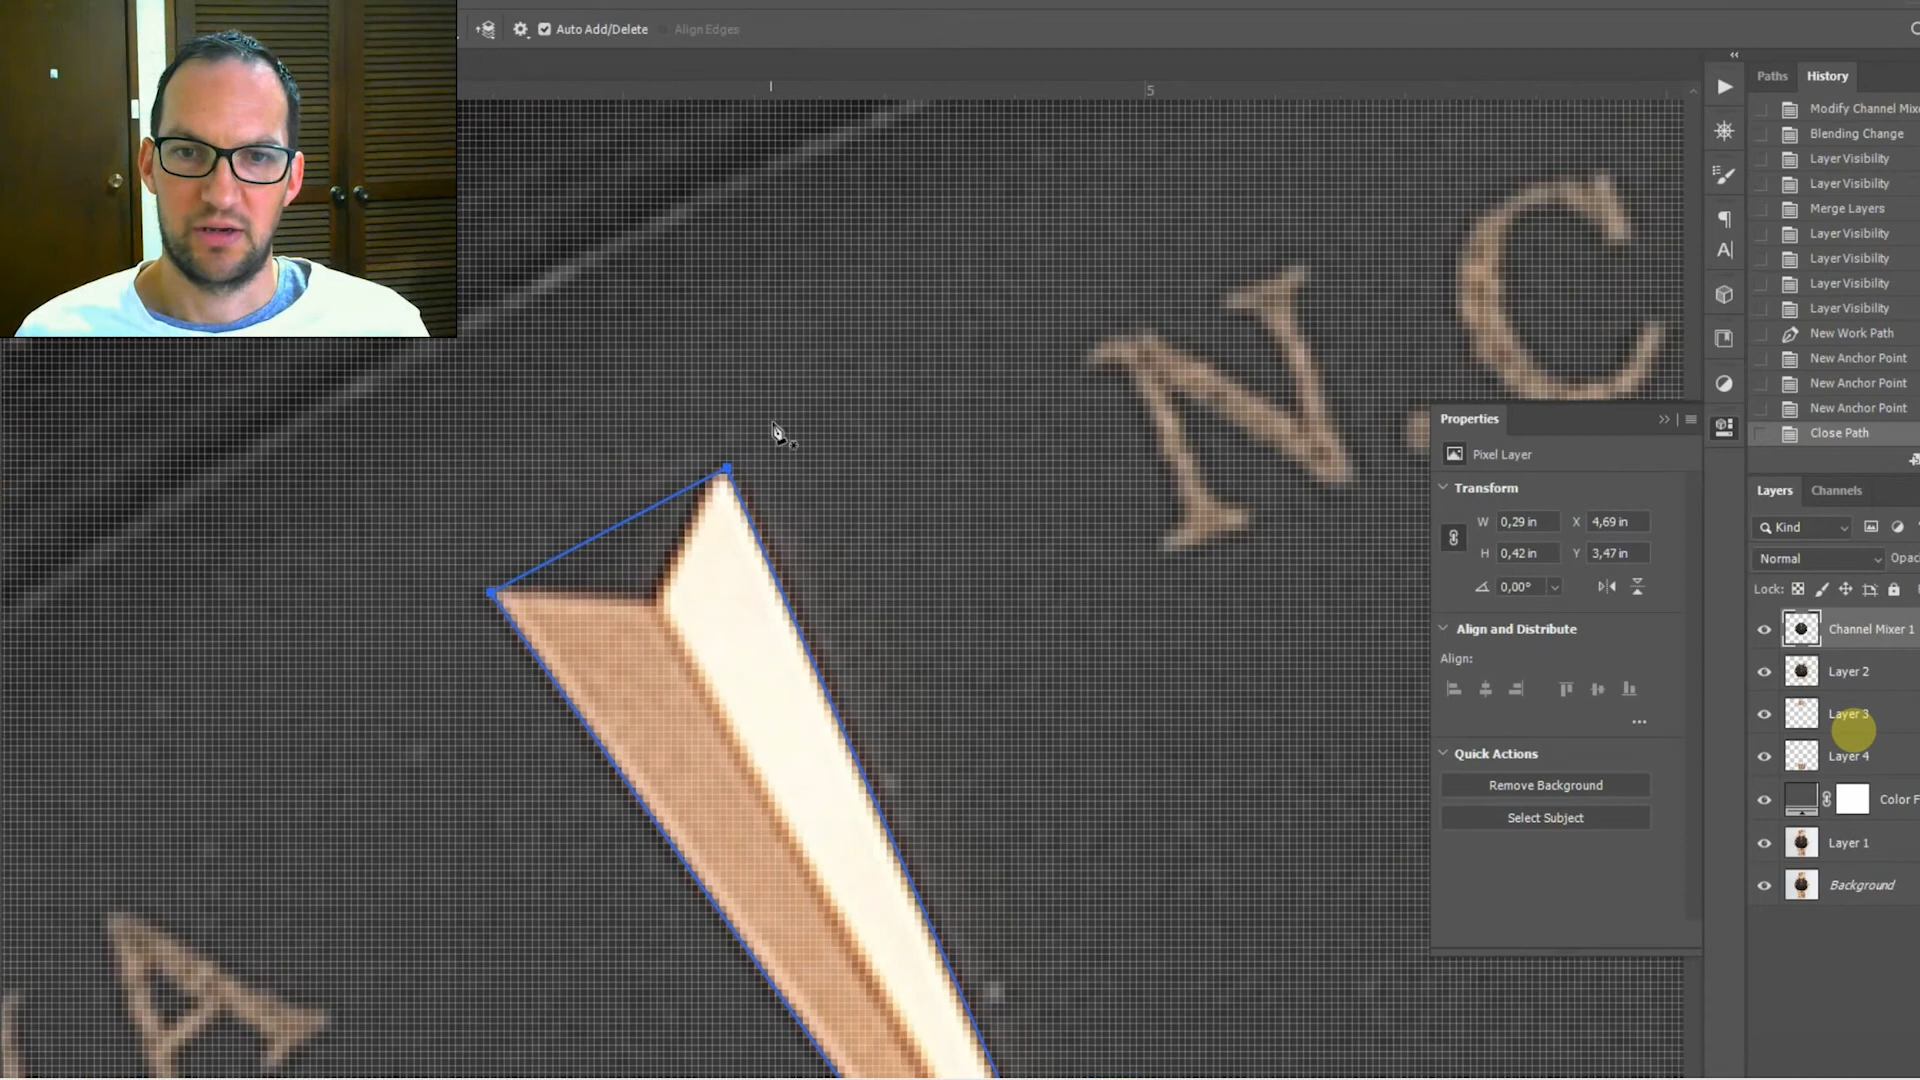 Auto Add/Delete Align Edges
5
Paths History
Modify Channel Mixe
Blending Change
Layer Visibility
Layer Visibility
Merge Layers
Layer Visibility
Layer Visibility
Layer Visibility
Layer Visibility
New Work Path
New Anchor Point
New Anchor Point
New Anchor Point
Close Path
N.C
A
Properties
Pixel Layer
Transform
W 0,29 in X 4,69 in
H 0,42 in Y 3,47 in
0,00°
Align and Distribute
Align:
Quick Actions
Remove Background
Select Subject
Layers Channels
Kind
Normal Opac
Lock:
Channel Mixer 1
Layer 2
Layer 3
Layer 4
Color F
Layer 1
Background